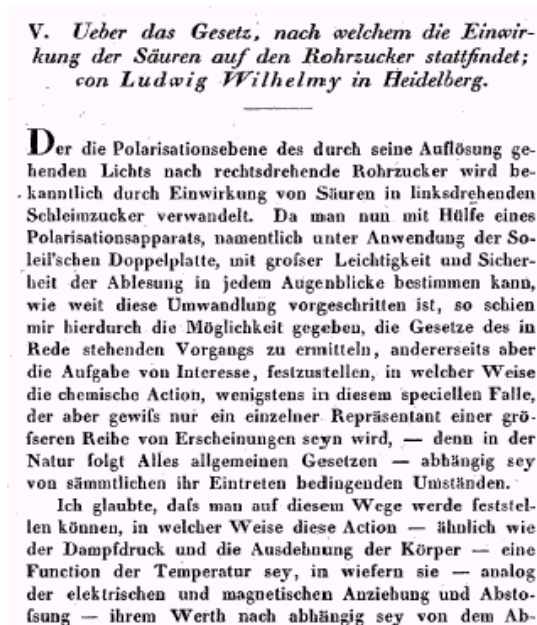 V. Ueber das Gesetz, nach welchem die Einwir-
kung der Säuren auf den Rohrzucker stattfindet;
von Ludwig Wilhelmy in Heidelberg.
Der die Polarisationsebene des durch seine Auflösung ge-
henden Lichts nach rechtsdrehende Rohrzucker wird be-
kanntlich durch Einwirkung von Säuren in linksdrehenden
Schleimzucker verwandelt. Da man nun mit Hülfe eines
Polarisationsapparats, namentlich unter Anwendung der So-
leil'schen Doppelplatte, mit grofser Leichtigkeit und Sicher-
heit der Ablesung in jedem Augenblicke bestimmen kann,
wie weit diese Umwandlung vorgeschritten ist, so schien
mir hierdurch die Möglichkeit gegeben, die Gesetze des in
Rede stehenden Vorgangs zu ermitteln, andererseits aber
die Aufgabe von Interesse, festzustellen, in welcher Weise
die chemische Action, wenigstens in diesem speciellen Falle,
der aber gewifs nur ein einzelner Repräsentant einer grö-
fseren Reihe von Erscheinungen seyn wird, — denn in der
Natur folgt Alles allgemeinen Gesetzen — abhängig sey
von sämmtlichen ihr Eintreten bedingenden Umständen.
Ich glaubte, dafs man auf diesem Wege werde feststel-
len können, in welcher Weise diese Action — ähnlich wie
der Dampfdruck und die Ausdehnung der Körper — eine
Function der Temperatur sey, in wiefern sie — analog
der elektrischen und magnetischen Anziehung und Absto-
fsung — ihrem Werth nach abhängig sey von dem Ab-